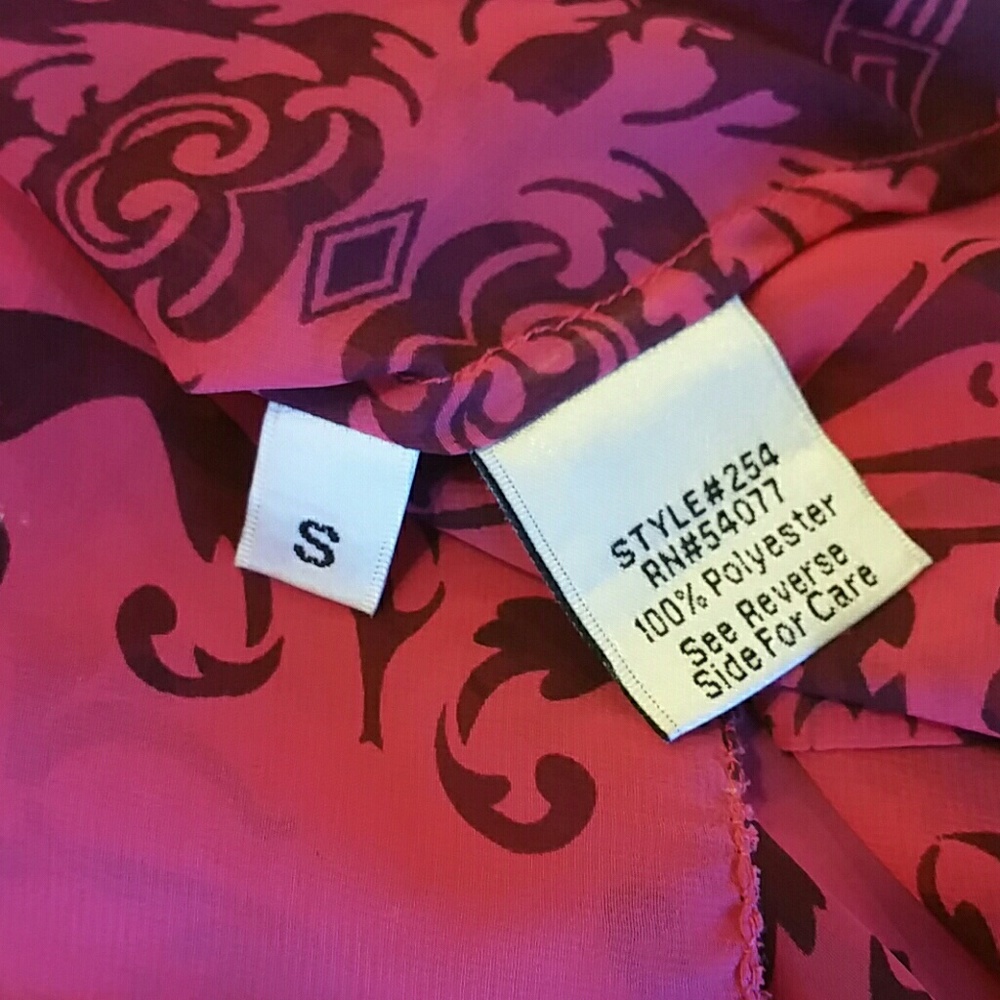 S
STYLE#254
RN#54077
100% Polyester
See Reverse
Side For Care